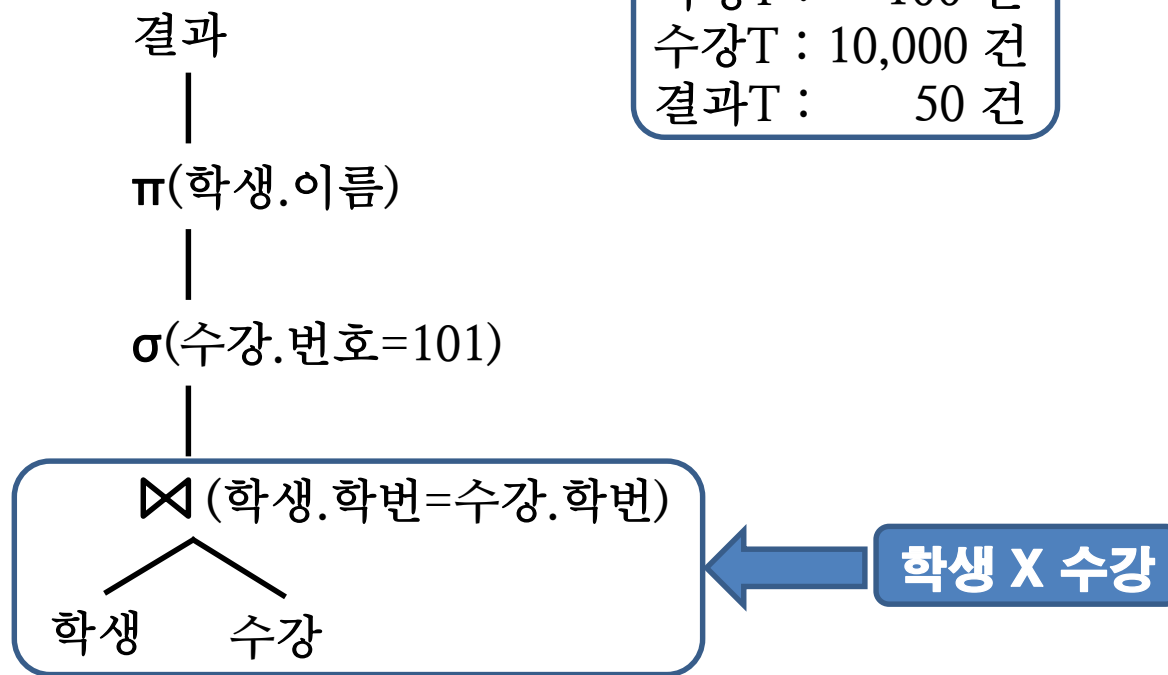 결과
수강T : 10,000 건
결과T : 50 건
π(학생.이름)
σ(수강.번호=101)
⋈ (학생.학번=수강.학번)
학생 수강
학생 X 수강